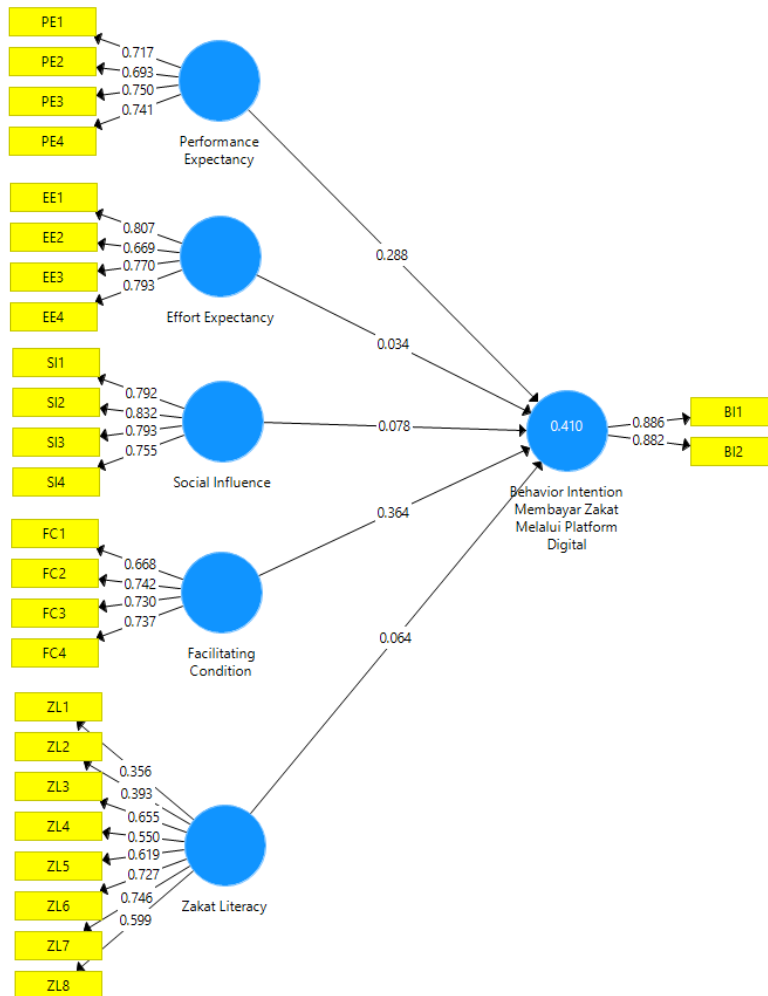 PE1
PE2
PE3
PE4
0.717
0.693
0.750
0.741
Performance
Expectancy
EE1
EE2
EE3
EE4
0.807
0.669
0.770
0.793
Effort Expectancy
SI1
SI2
SI3
SI4
0.792
0.832
0.793
0.755
Social Influence
FC1
FC2
FC3
FC4
0.668
0.742
0.730
0.737
Facilitating
Condition
ZL1
ZL2
ZL3
ZL4
ZL5
ZL6
ZL7
ZL8
0.356
0.393
0.655
0.550
0.619
0.727
0.746
0.599
Zakat Literacy
0.288
0.034
0.078
0.364
0.064
0.410
Behavior Intention
Membayar Zakat
Melalui Platform
Digital
0.886
0.882
BI1
BI2